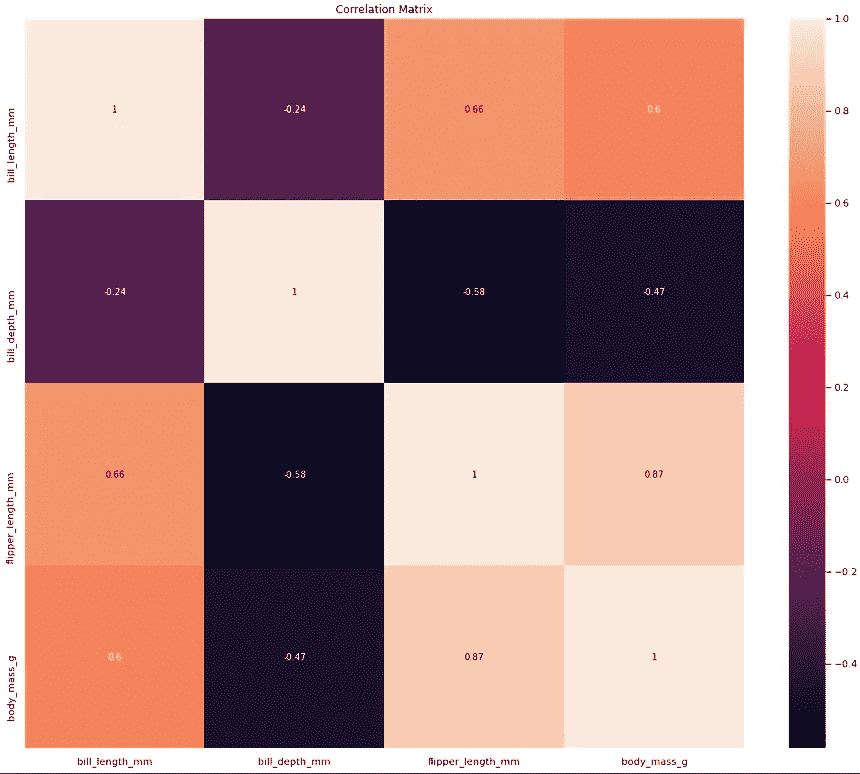 Correlation Matrix
bill_length_mm
1 -0.24 0.66 0.6
bill_depth_mm
-0.24 1 -0.58 -0.47
flipper_length_mm
0.66 -0.58 1 0.87
body_mass_g
0.6 -0.47 0.87 1
bill_length_mm bill_depth_mm flipper_length_mm body_mass_g
1.0
0.8
0.6
0.4
0.2
0.0
−0.2
−0.4